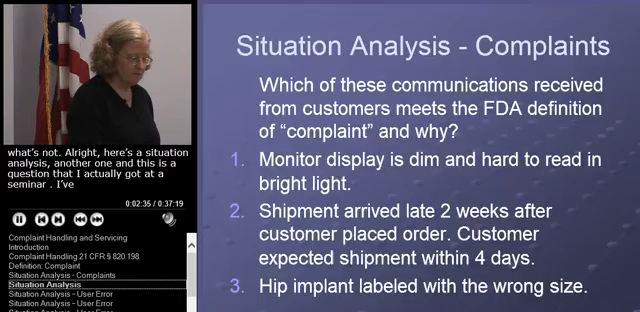 what's not. Alright, here's a situation
analysis, another one and this is a
question that I actually got at a
seminar . I've
0:02:35 / 0:37:19
Complaint Handling and Servicing
Introduction
Complaint Handling 21 CFR § 820.198
Definition: Complaint
Situation Analysis - Complaints
Situation Analysis
Situation Analysis – User Error
Situation Analysis – User Error
Situation Analysis - Complaints
Which of these communications received
from customers meets the FDA definition
of “complaint” and why?
1. Monitor display is dim and hard to read in
bright light.
2. Shipment arrived late 2 weeks after
customer placed order. Customer
expected shipment within 4 days.
3. Hip implant labeled with the wrong size.